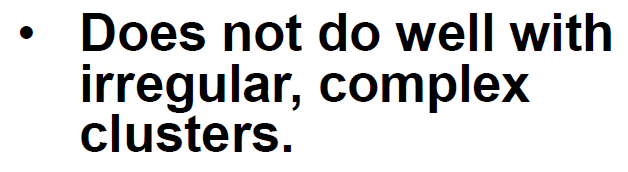 • Does not do well with
irregular, complex
clusters.